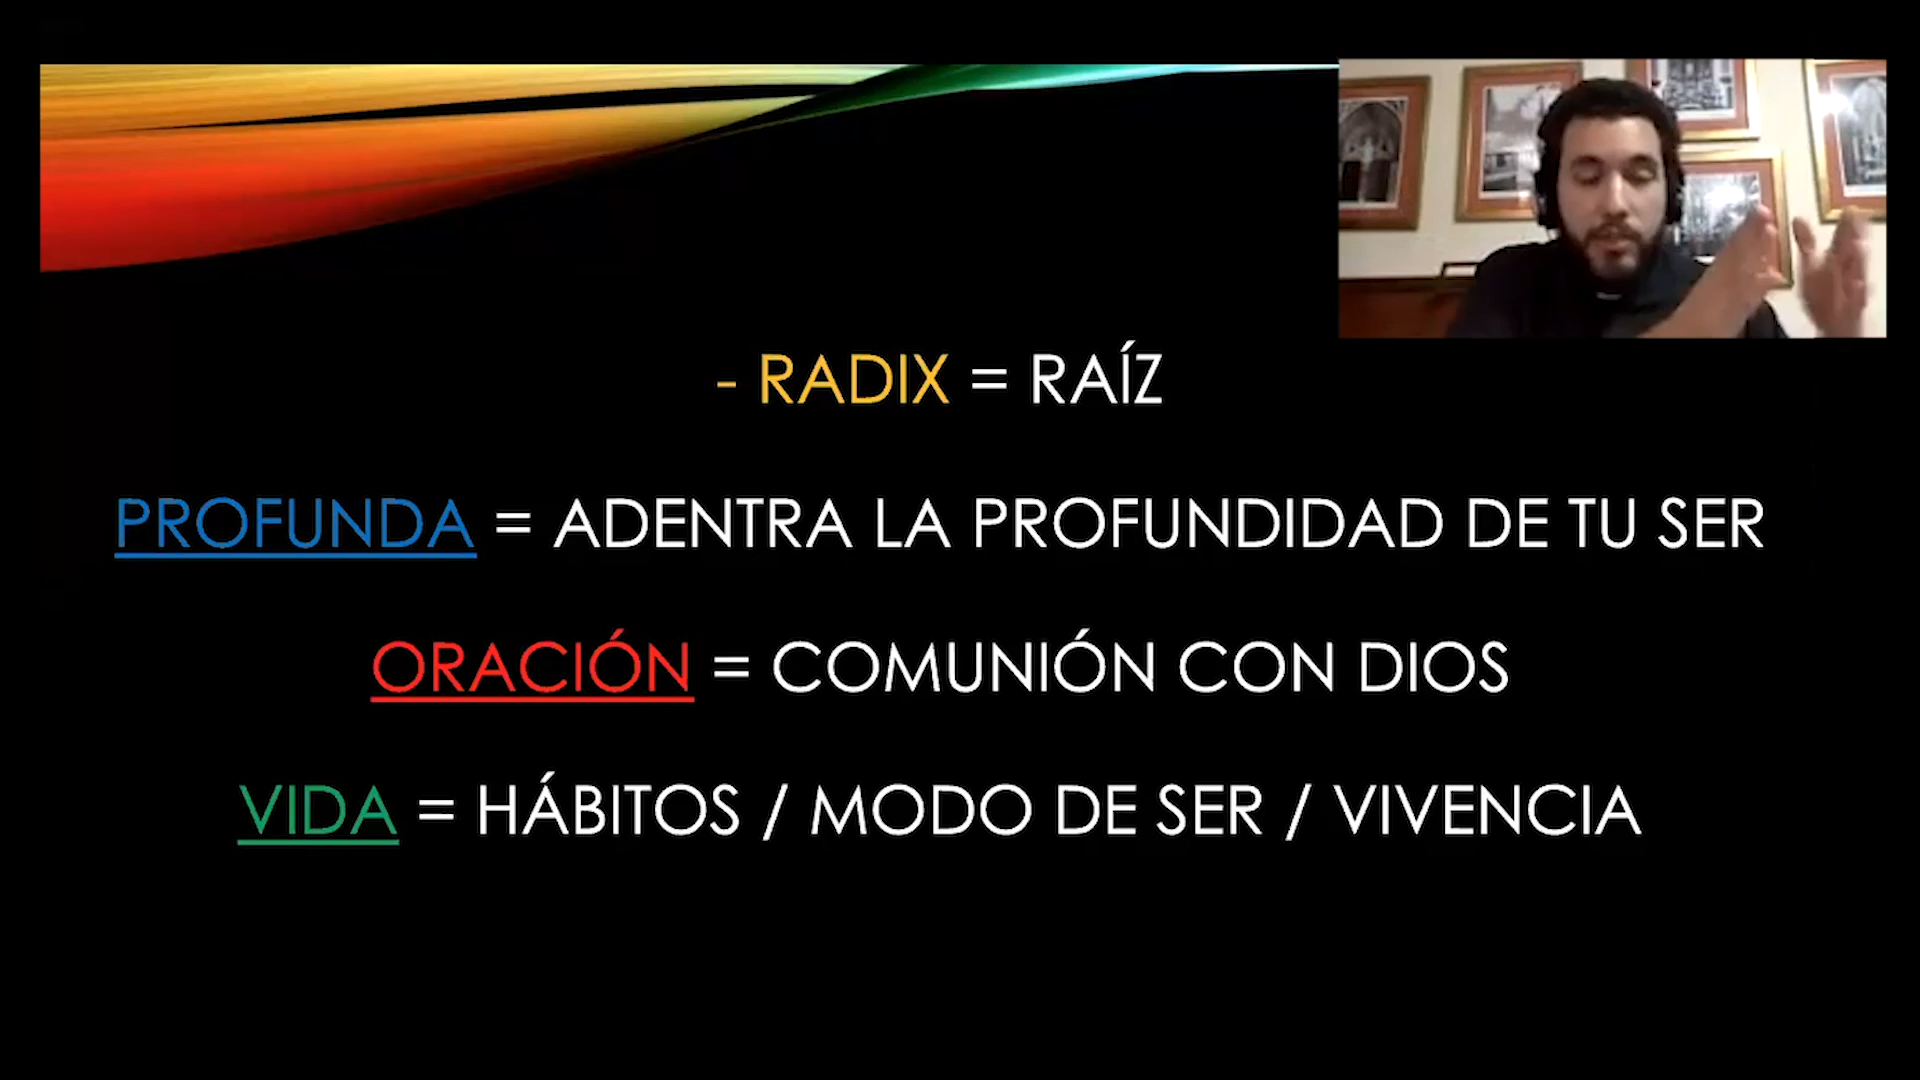 - RADIX = RAÍZ
PROFUNDA = ADENTRA LA PROFUNDIDAD DE TU SER
ORACIÓN = COMUNIÓN CON DIOS
VIDA = HÁBITOS / MODO DE SER / VIVENCIA